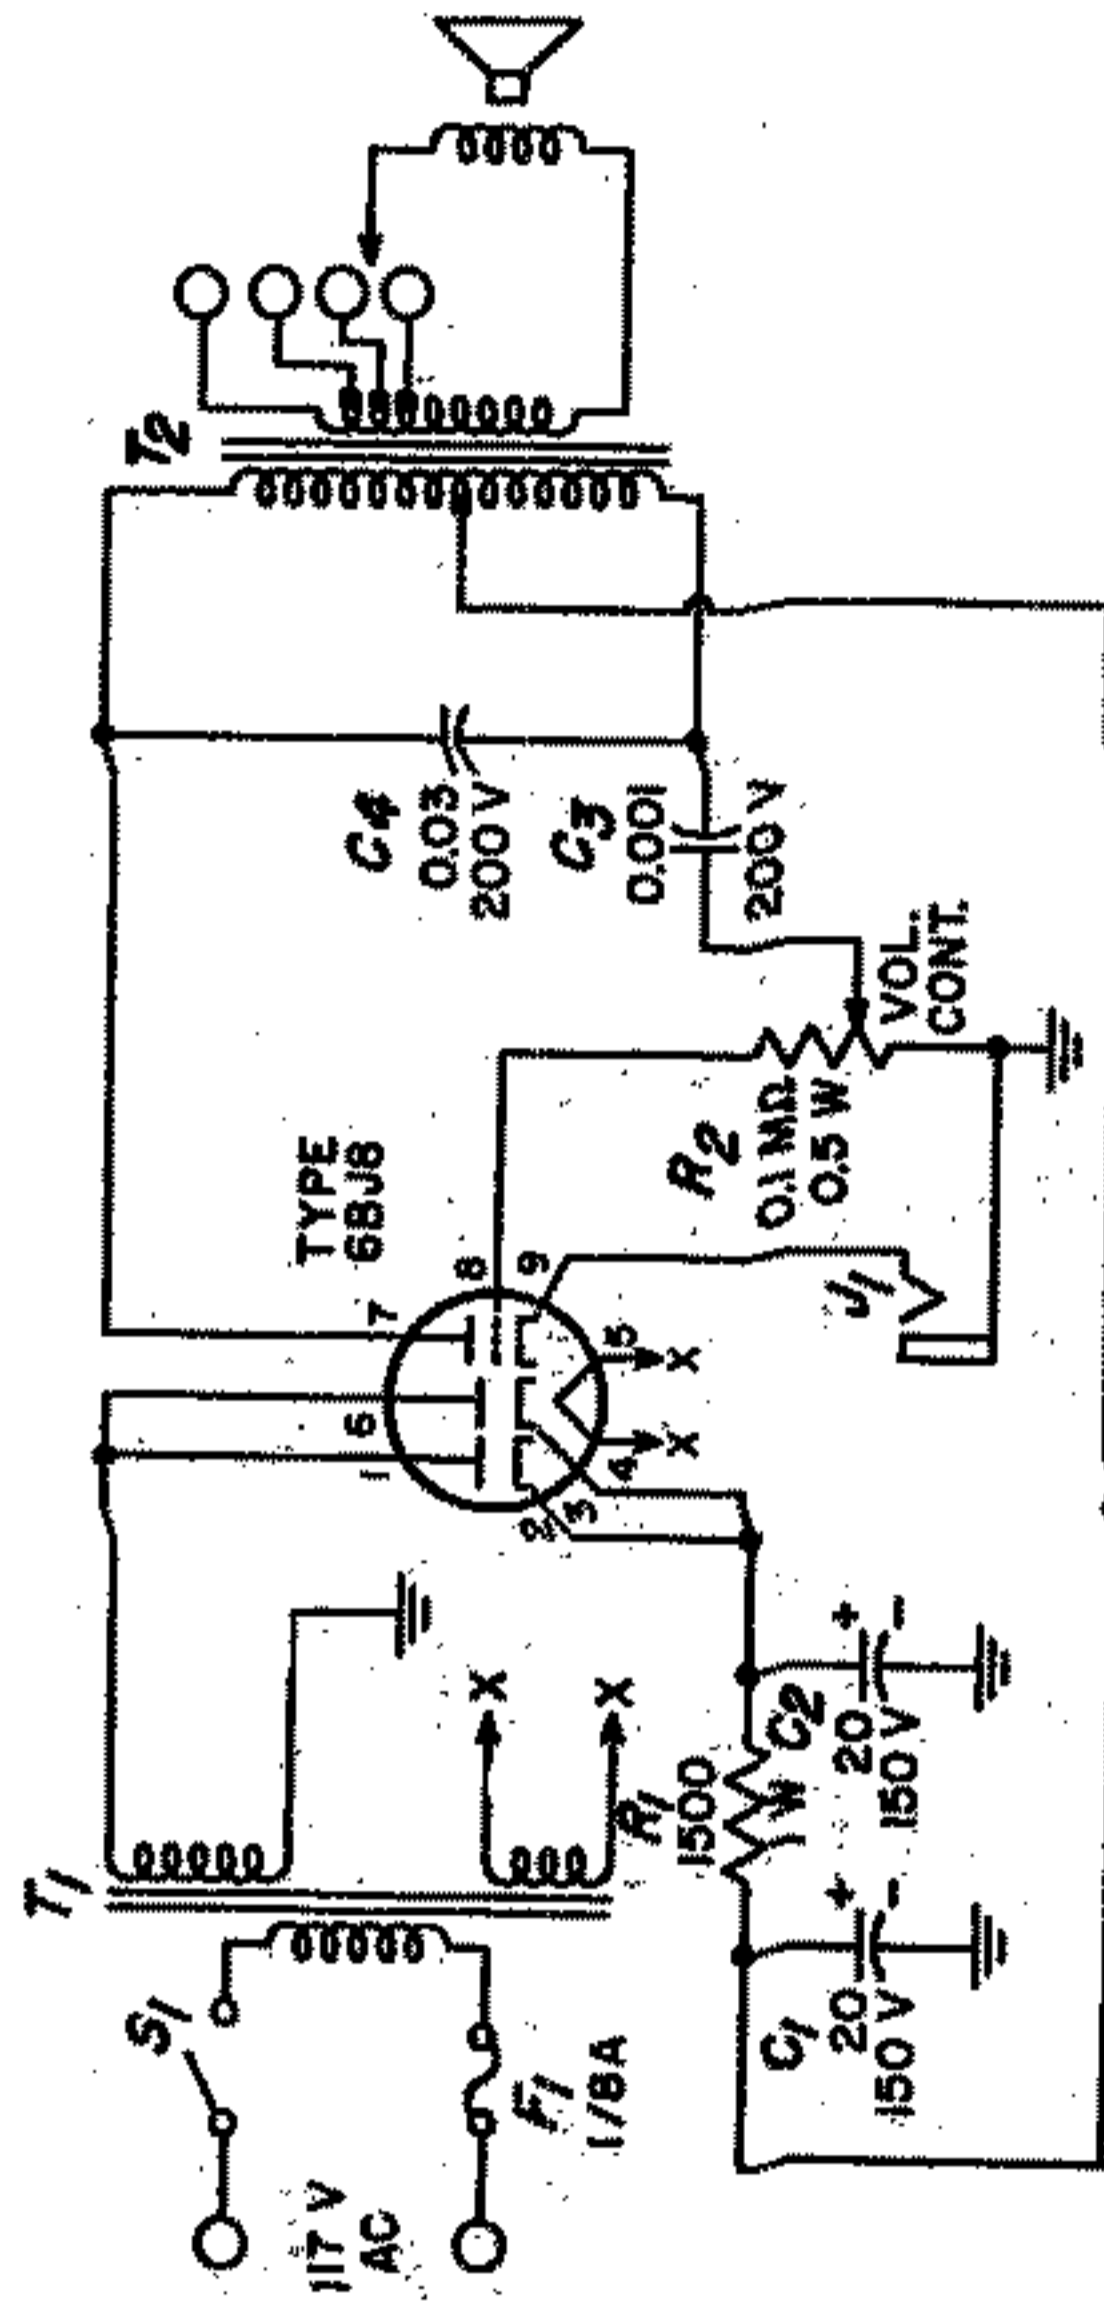 117 V
AC
S1
F1
1/8A
T1
X
X
C1
20
150 V
+
-
R1
1500
1 W
C2
20
150 V
+
-
TYPE
6BJ8
1
6
7
8
9
2
3
4
5
X
X
J1
R2
0.1 MΩ
0.5 W
VOL.
CONT.
C4
0.03
200 V
C3
0.001
200 V
T2